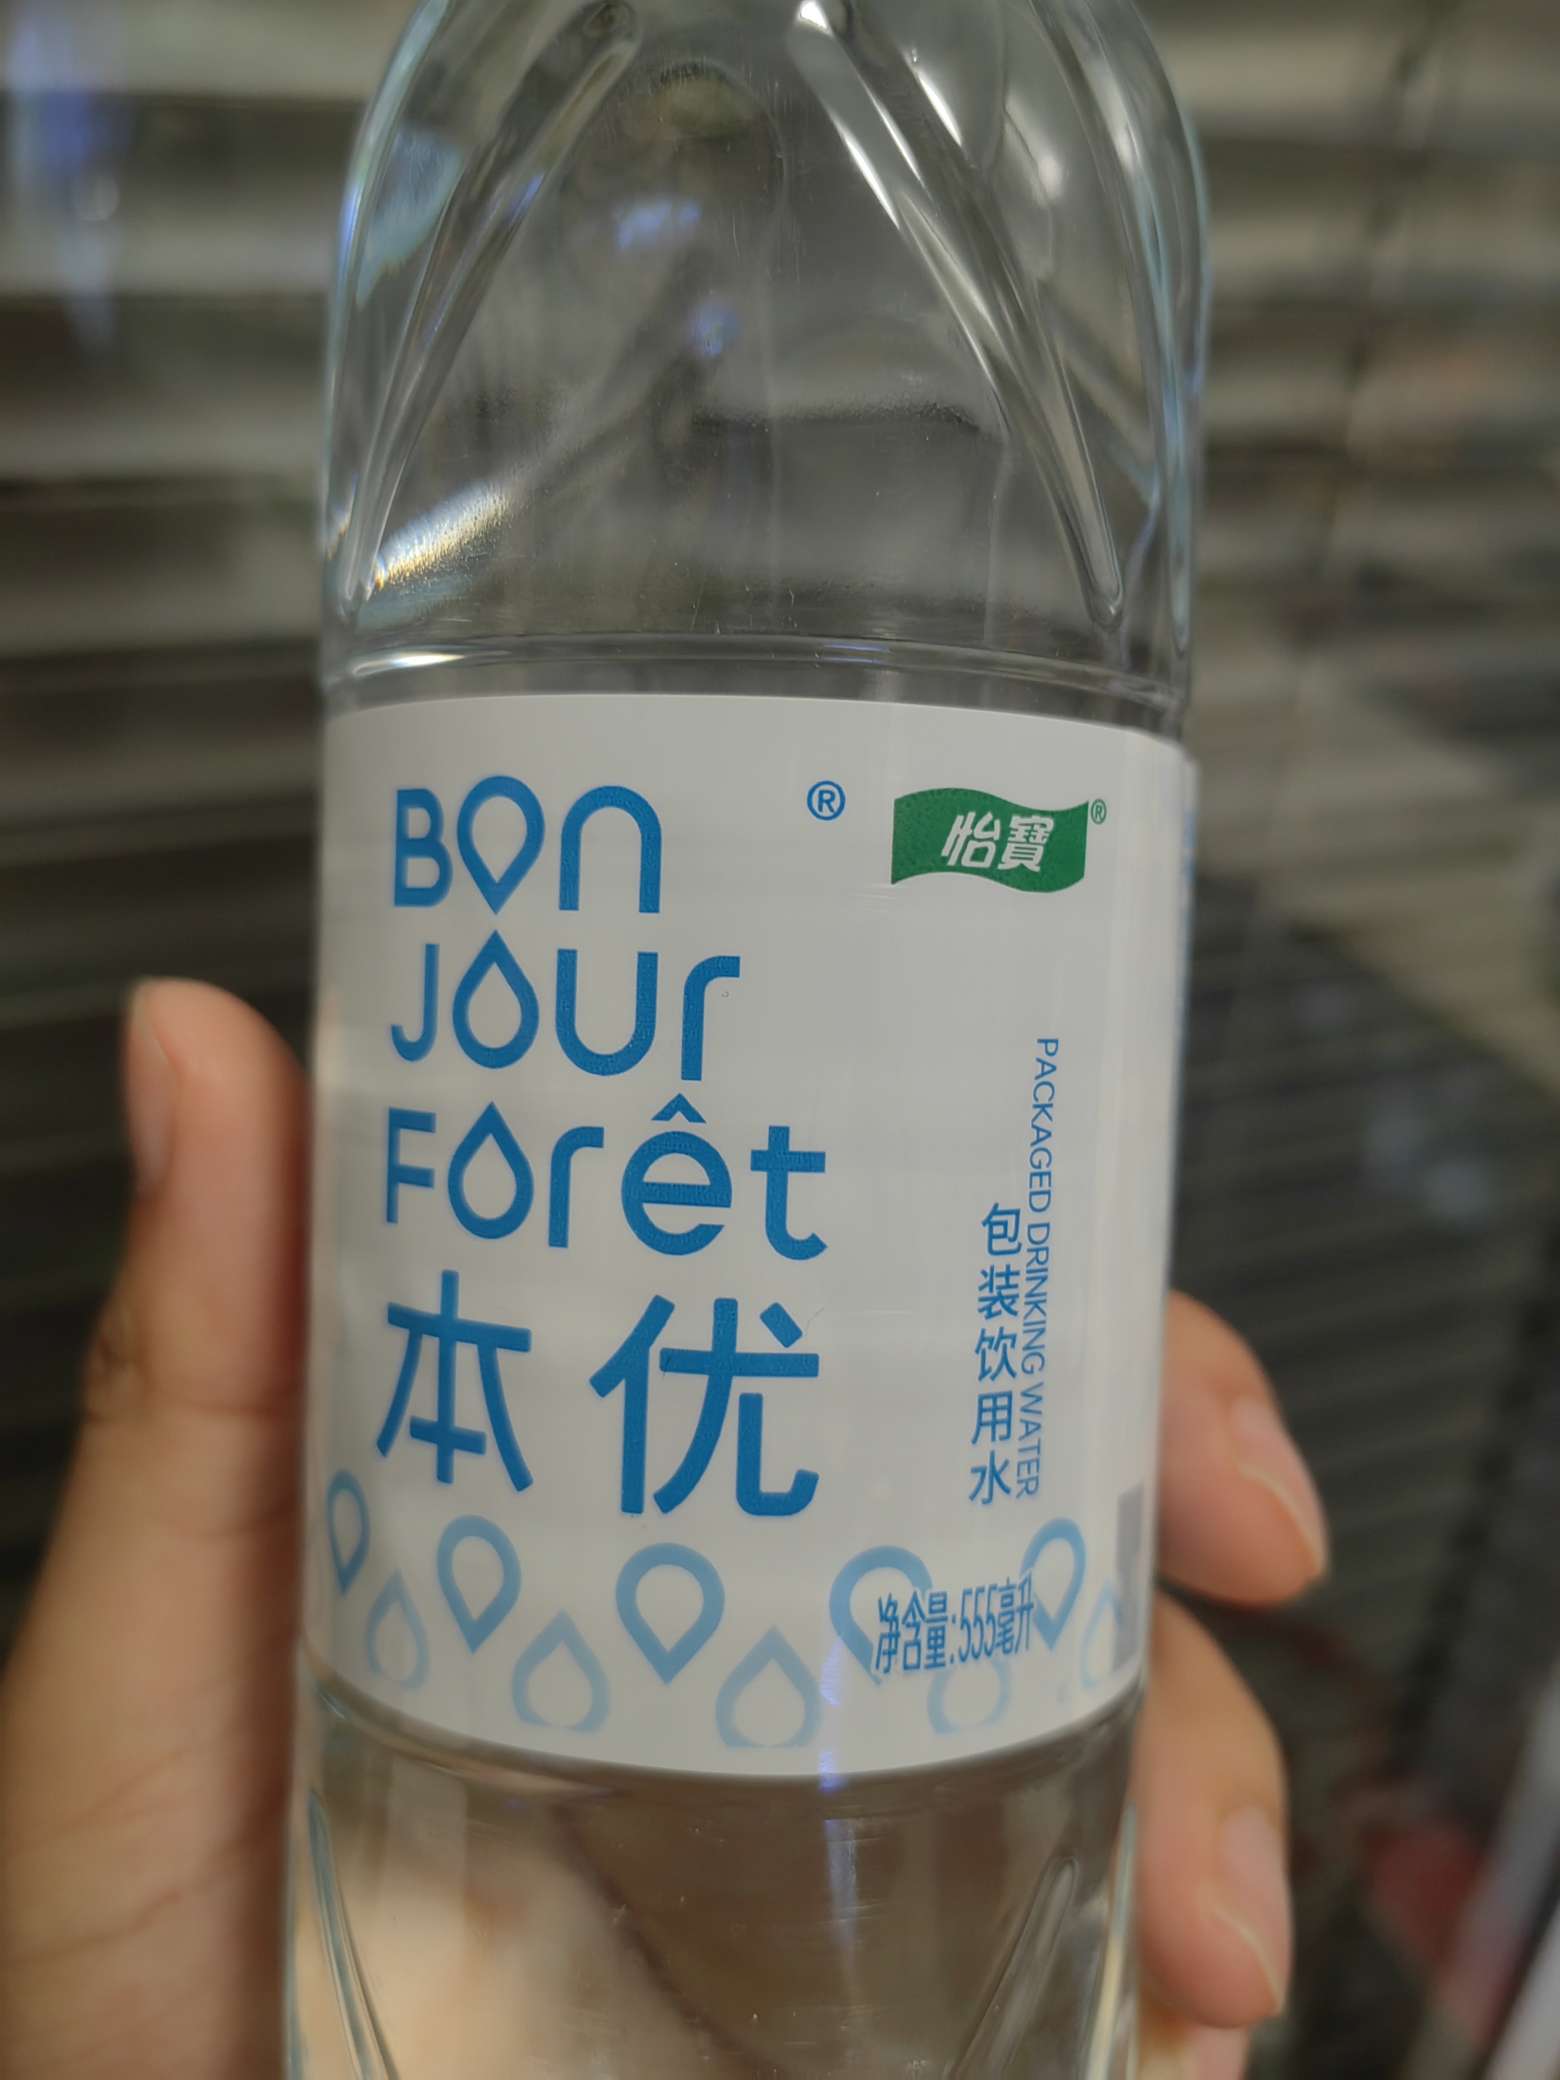 BOn
®
怡寶®
JOUr
FOrêt
本优
PACKAGED DRINKING WATER
包装饮用水
净含量:555毫升